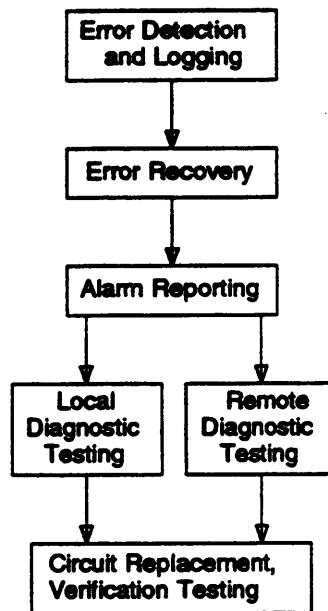 Error Detection
and Logging
Error Recovery
Alarm Reporting
Local
Diagnostic
Testing
Remote
Diagnostic
Testing
Circuit Replacement,
Verification Testing